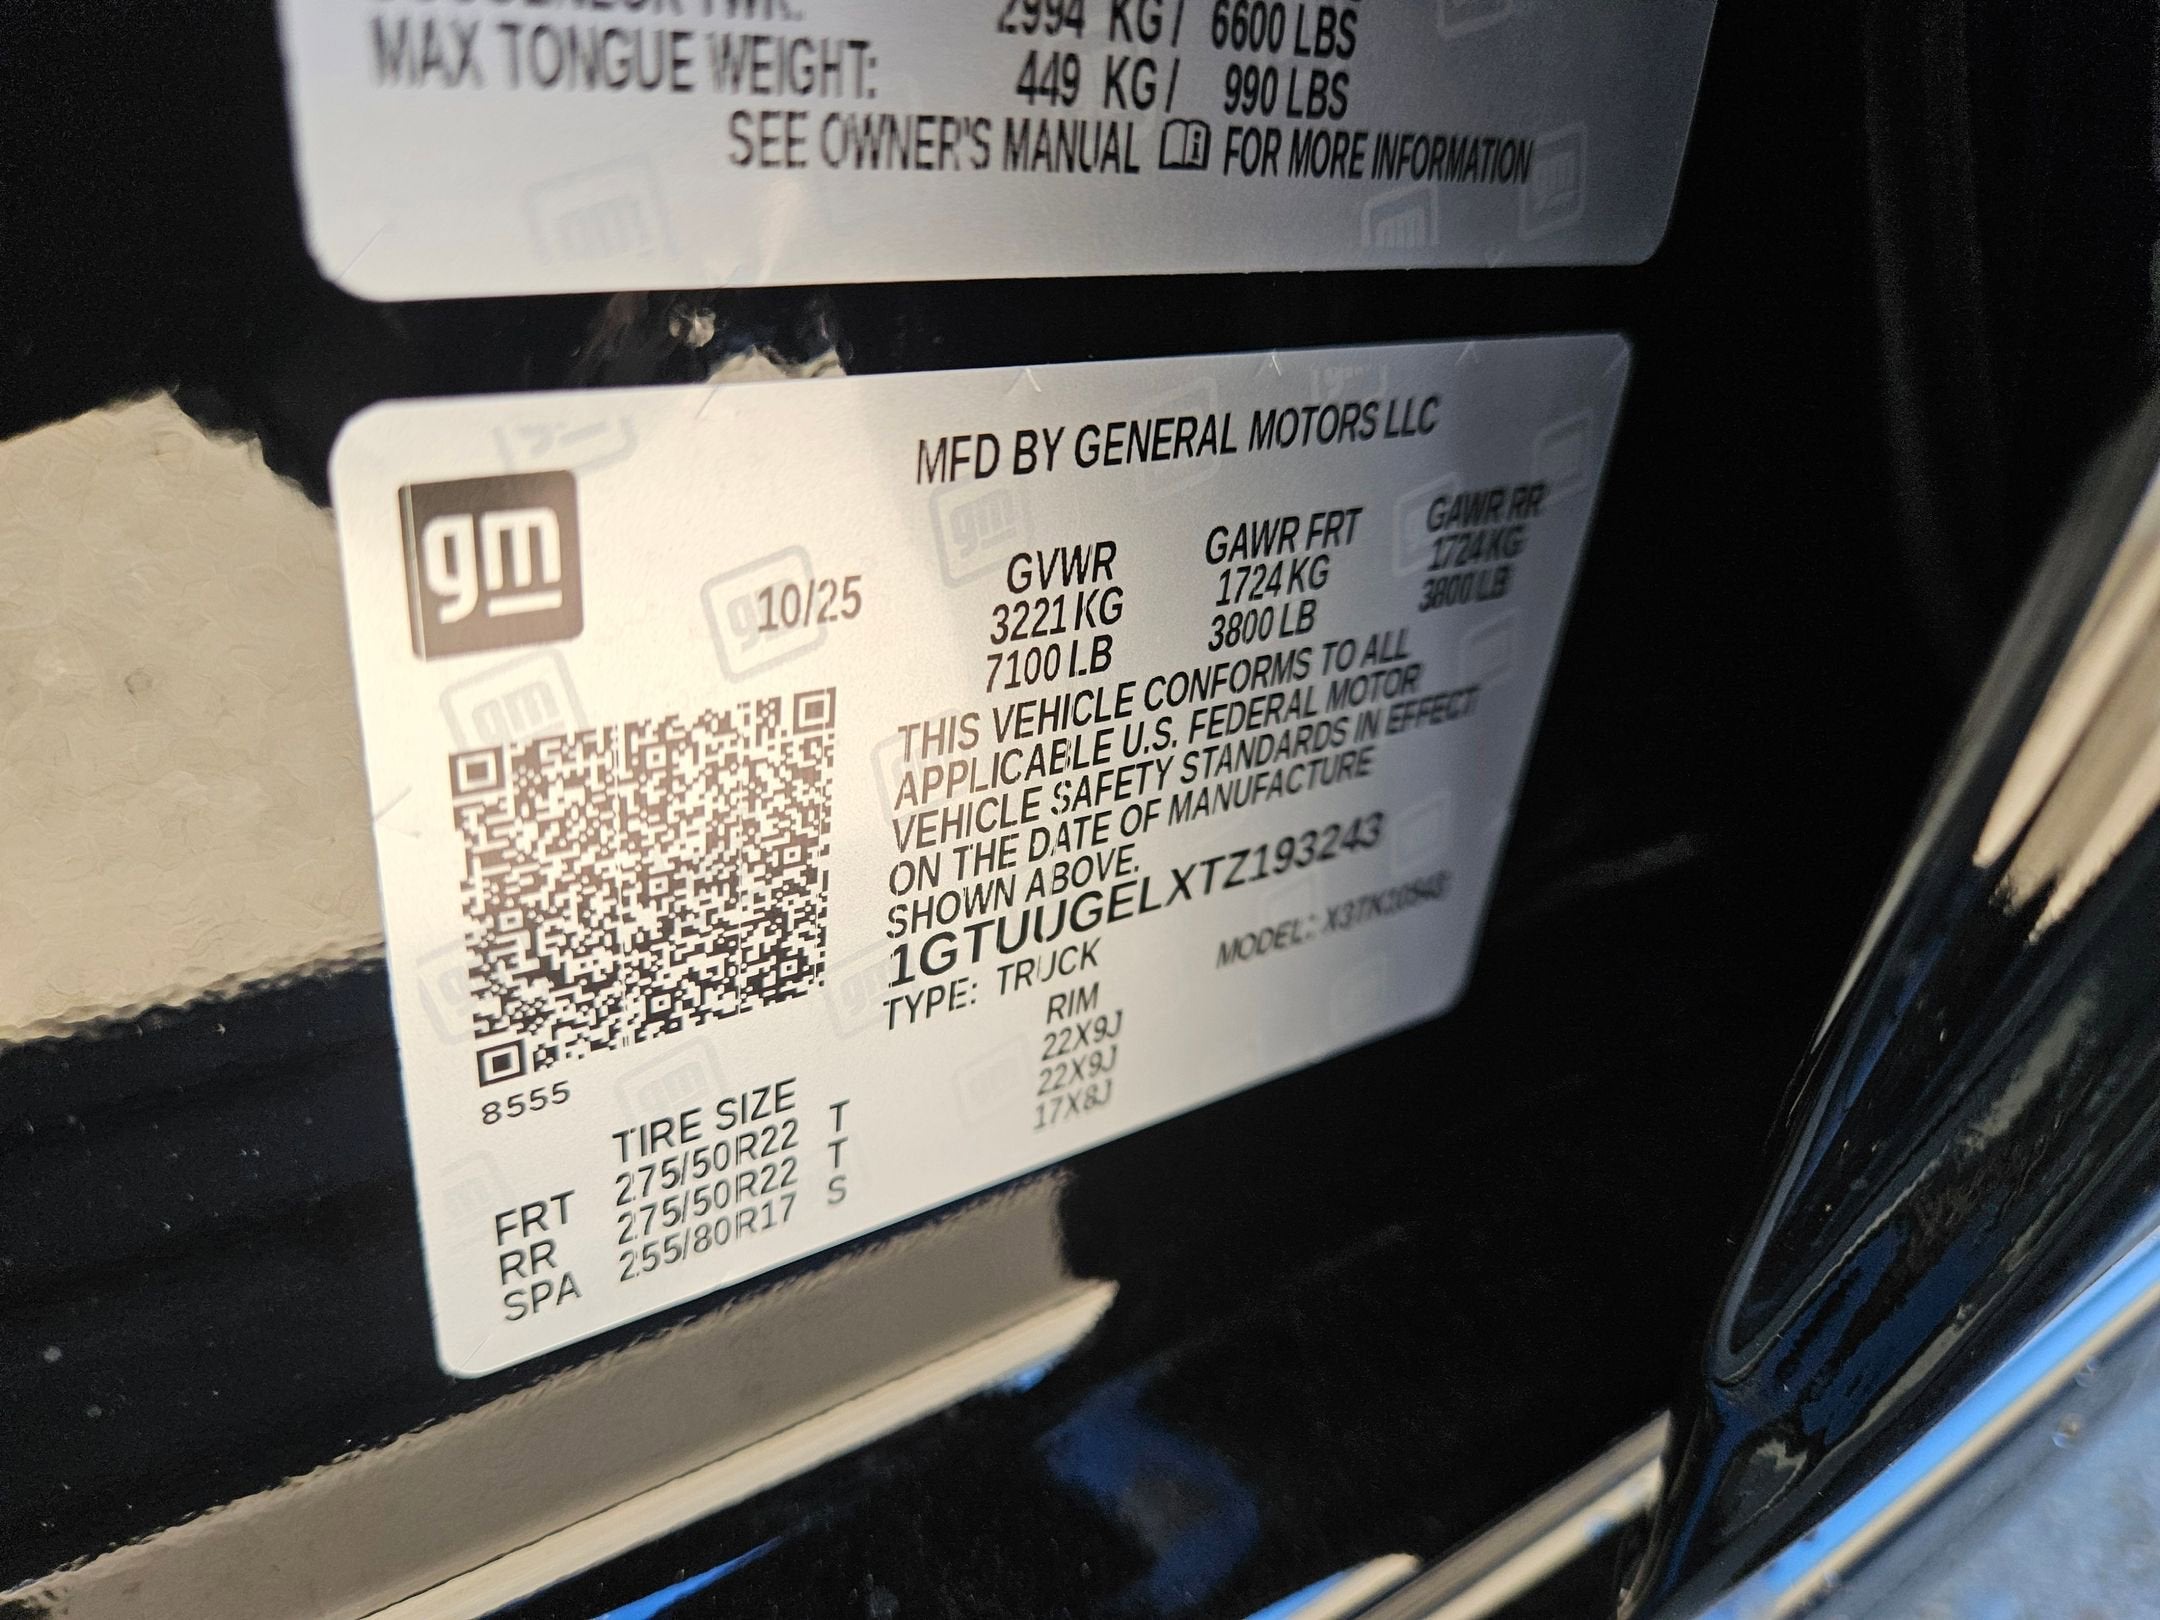 2994 KG / 6600 LBS
MAX TONGUE WEIGHT: 449 KG / 990 LBS
SEE OWNER'S MANUAL FOR MORE INFORMATION
gm
MFD BY GENERAL MOTORS LLC
10/25
GVWR GAWR FRT GAWR RR
3221 KG 1724 KG 1724 KG
7100 LB 3800 LB 3800 LB
THIS VEHICLE CONFORMS TO ALL
APPLICABLE U.S. FEDERAL MOTOR
VEHICLE SAFETY STANDARDS IN EFFECT
ON THE DATE OF MANUFACTURE
SHOWN ABOVE.
1GTUUGELXTZ193243
TYPE: TRUCK MODEL:
8555
TIRE SIZE RIM
FRT 275/50R22 T 22X9J
RR 275/50R22 T 22X9J
SPA 255/80R17 S 17X8J